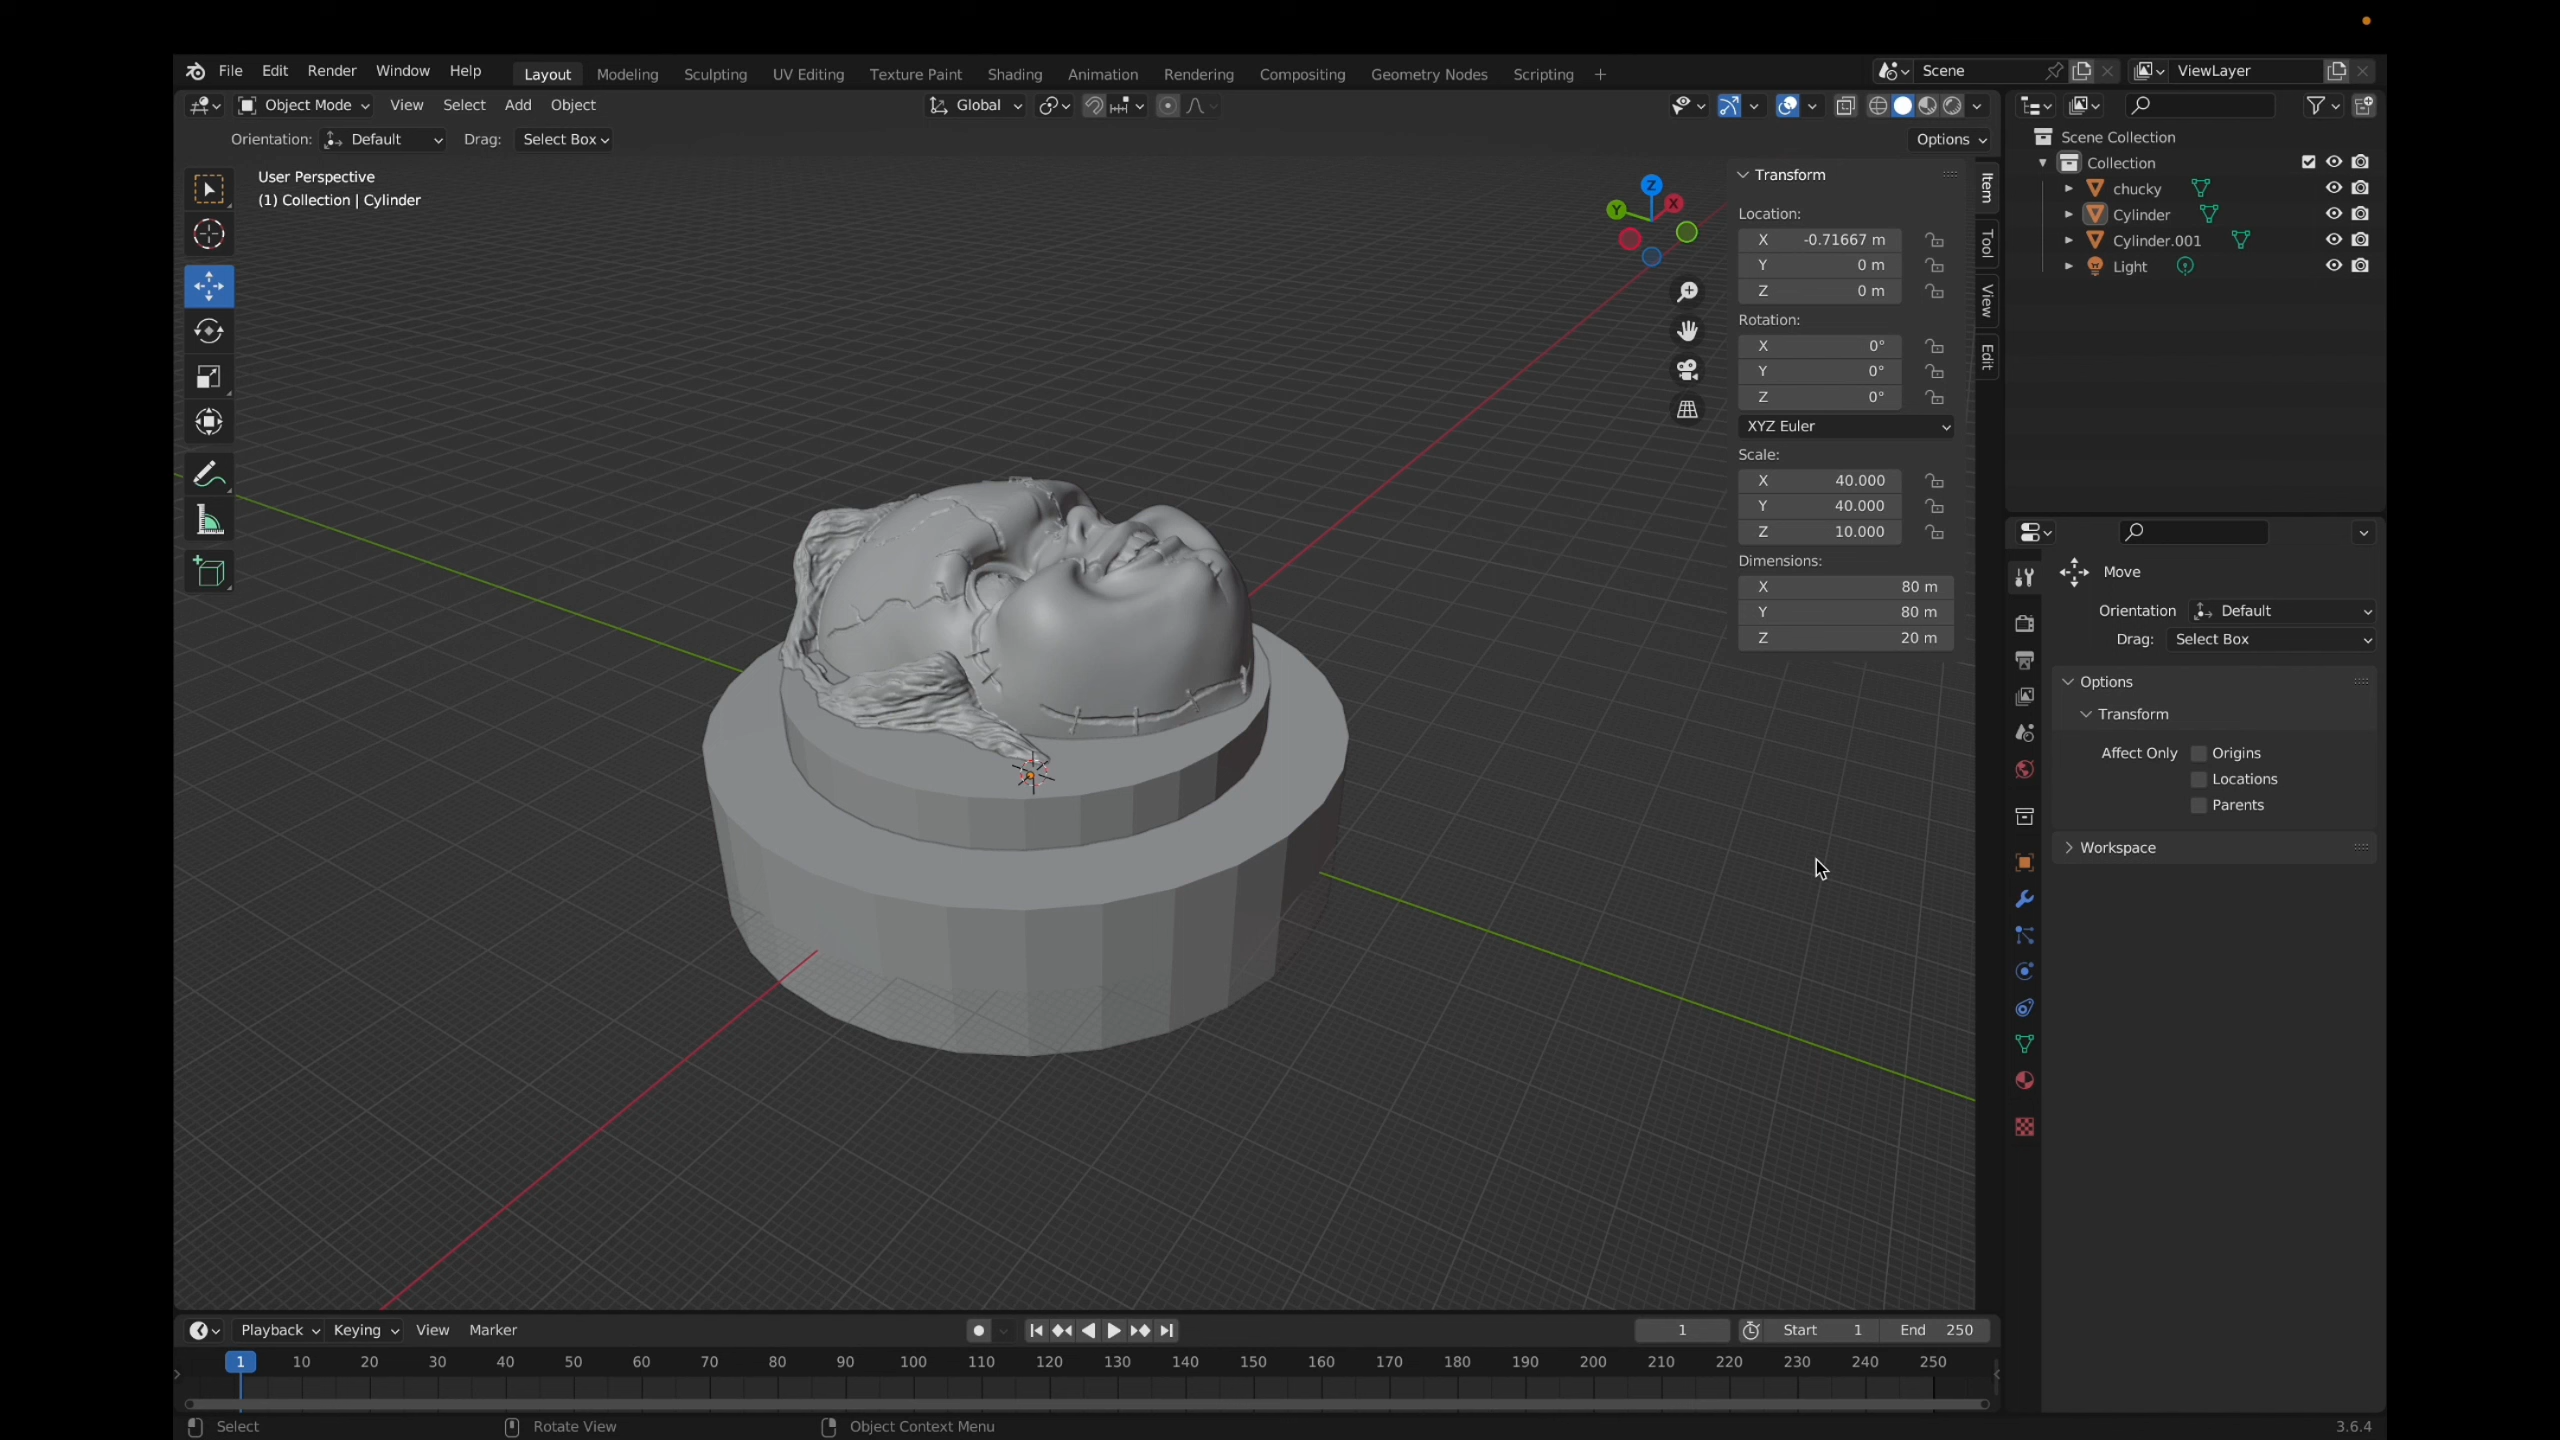 File Edit Render Window Help Layout Modeling Sculpting UV Editing Texture Paint Shading Animation Rendering Compositing Geometry Nodes Scripting + Scene ViewLayer
Object Mode View Select Add Object Global
Orientation: Default Drag: Select Box Options
User Perspective
(1) Collection | Cylinder
Z
Y
X
Transform
Location:
X -0.71667 m
Y 0 m
Z 0 m
Rotation:
X 0°
Y 0°
Z 0°
XYZ Euler
Scale:
X 40.000
Y 40.000
Z 10.000
Dimensions:
X 80 m
Y 80 m
Z 20 m
Item
Tool
View
Edit
Scene Collection
Collection
chucky
Cylinder
Cylinder.001
Light
Move
Orientation Default
Drag: Select Box
Options
Transform
Affect Only Origins
Locations
Parents
Workspace
Playback Keying View Marker 1 Start 1 End 250
1 10 20 30 40 50 60 70 80 90 100 110 120 130 140 150 160 170 180 190 200 210 220 230 240 250
Select Rotate View Object Context Menu 3.6.4